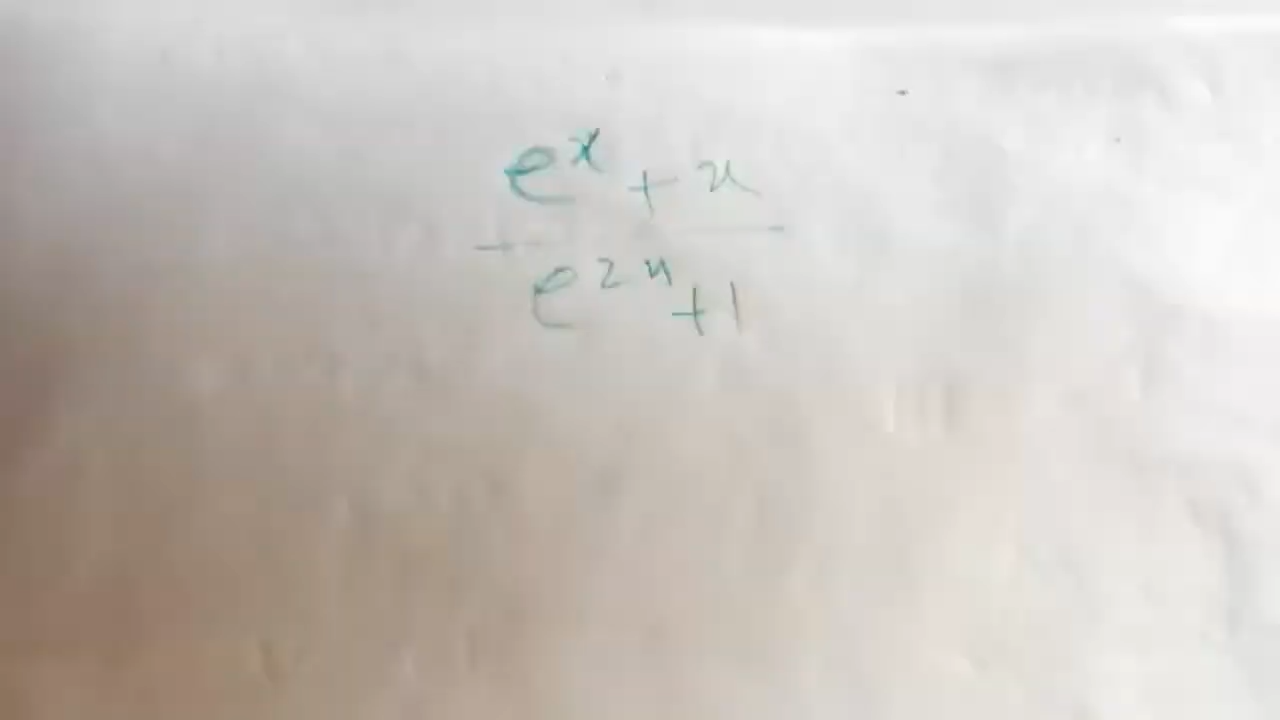 e^x + x
e^2x + 1